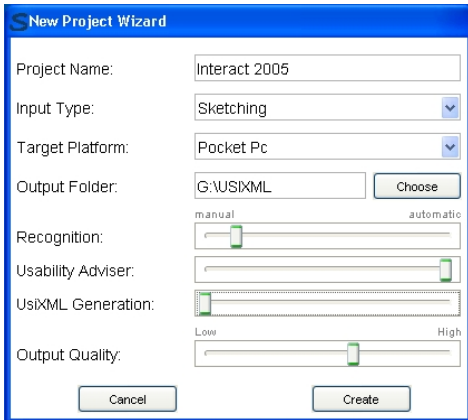 New Project Wizard
Project Name: Interact 2005
Input Type: Sketching
Target Platform: Pocket Pc
Output Folder: G:\USIXML Choose
manual automatic
Recognition:
Usability Adviser:
UsiXML Generation:
Low High
Output Quality:
Cancel Create